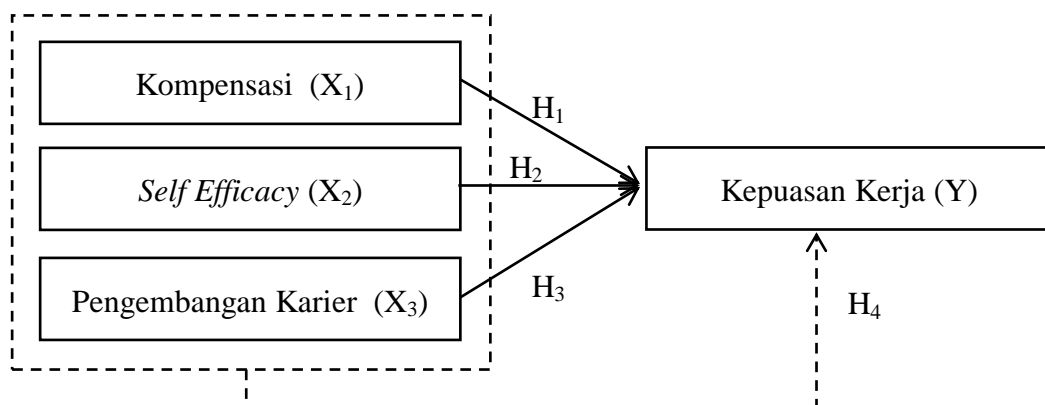 Kompensasi (X₁)
H₁
Self Efficacy (X₂)
H₂
Kepuasan Kerja (Y)
Pengembangan Karier (X₃)
H₃
H₄